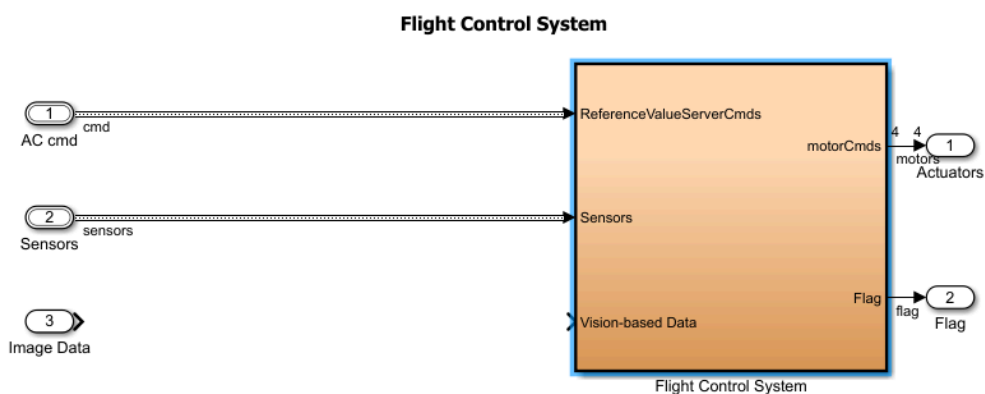 Flight Control System
1
cmd
AC cmd
ReferenceValueServerCmds
motorCmds
4 4
motors
1
Actuators
2
sensors
Sensors
Sensors
3
Image Data
Vision-based Data
Flag
flag
2
Flag
Flight Control System